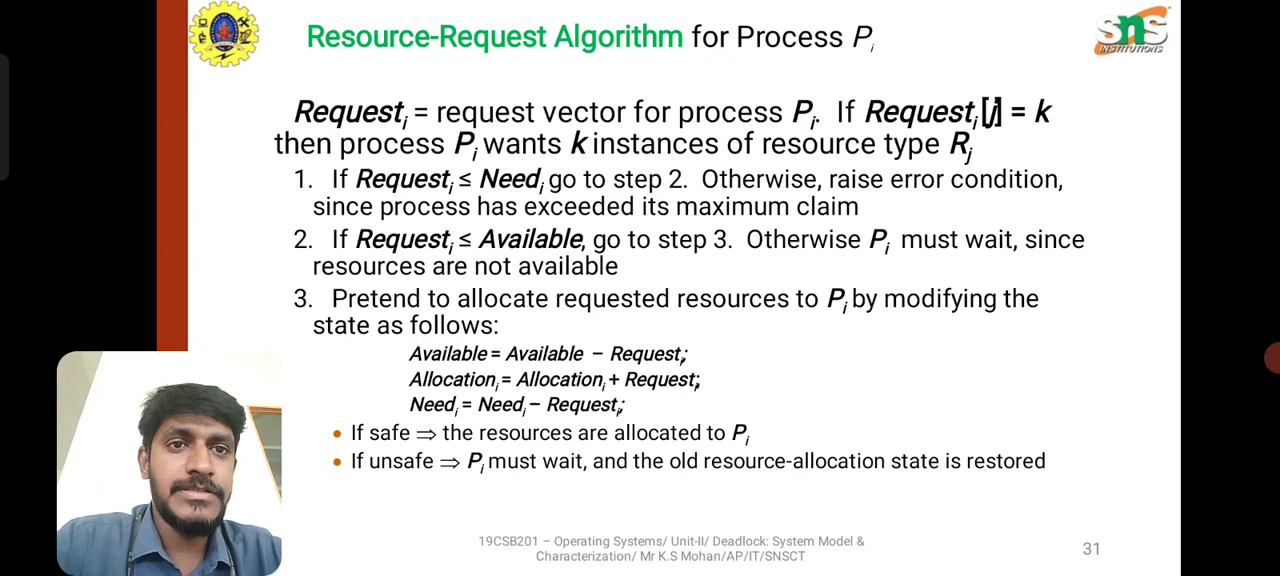 sns
INSTITUTIONS
Resource-Request Algorithm for Process Pi
Requesti = request vector for process Pi. If Requesti[j] = k
then process Pi wants k instances of resource type Rj
1. If Requesti ≤ Needi go to step 2. Otherwise, raise error condition,
since process has exceeded its maximum claim
2. If Requesti ≤ Available, go to step 3. Otherwise Pi must wait, since
resources are not available
3. Pretend to allocate requested resources to Pi by modifying the
state as follows:
Available = Available – Requesti;
Allocationi = Allocationi + Requesti;
Needi = Needi – Requesti;
• If safe ⇒ the resources are allocated to Pi
• If unsafe ⇒ Pi must wait, and the old resource-allocation state is restored
19CSB201 – Operating Systems/ Unit-II/ Deadlock: System Model &
Characterization/ Mr K.S Mohan/AP/IT/SNSCT
31